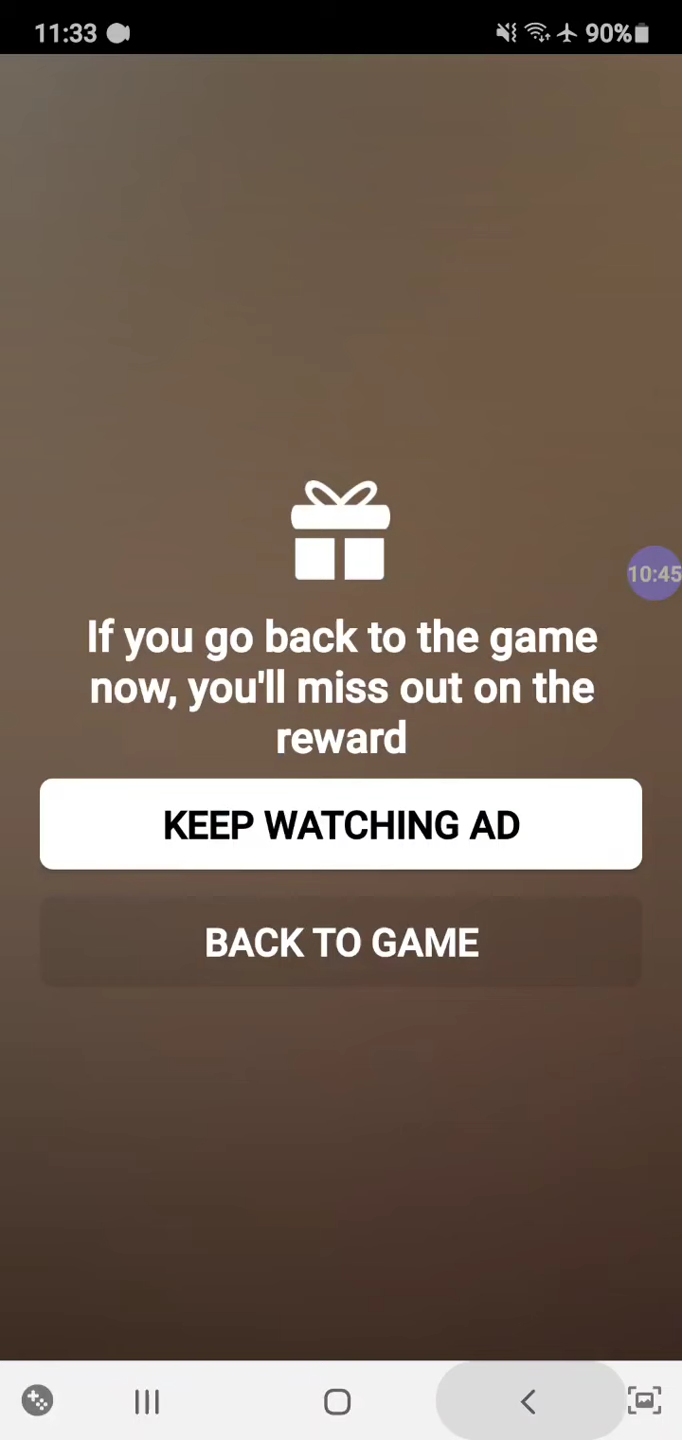 11:33
90%
10:45
If you go back to the game
now, you'll miss out on the
reward
KEEP WATCHING AD
BACK TO GAME